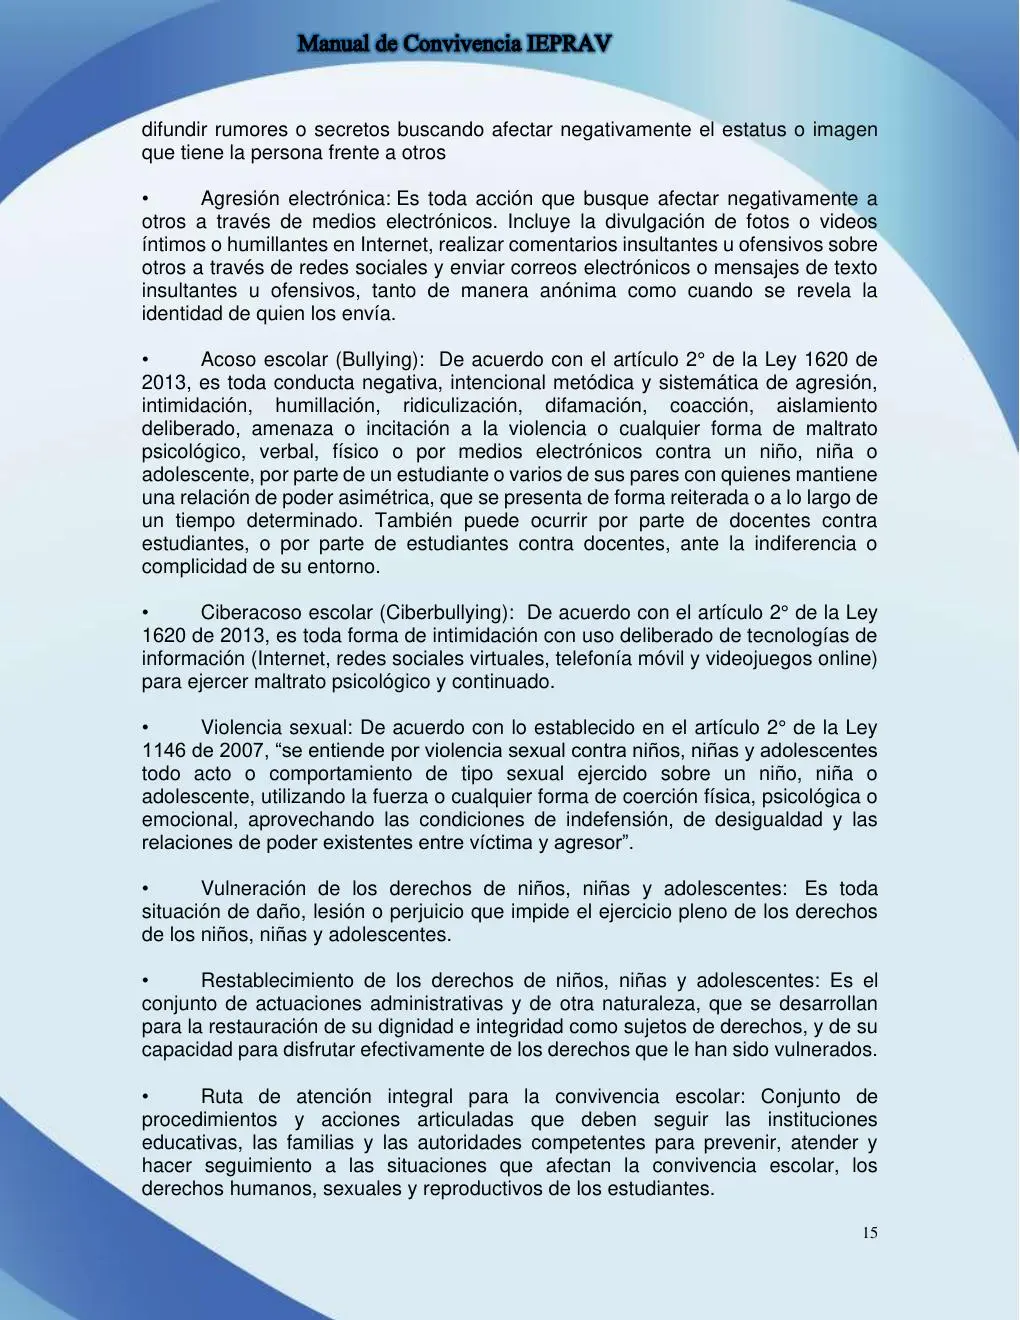 Manual de Convivencia IEPRAV
difundir rumores o secretos buscando afectar negativamente el estatus o imagen
que tiene la persona frente a otros
• Agresión electrónica: Es toda acción que busque afectar negativamente a
otros a través de medios electrónicos. Incluye la divulgación de fotos o videos
íntimos o humillantes en Internet, realizar comentarios insultantes u ofensivos sobre
otros a través de redes sociales y enviar correos electrónicos o mensajes de texto
insultantes u ofensivos, tanto de manera anónima como cuando se revela la
identidad de quien los envía.
• Acoso escolar (Bullying): De acuerdo con el artículo 2° de la Ley 1620 de
2013, es toda conducta negativa, intencional metódica y sistemática de agresión,
intimidación, humillación, ridiculización, difamación, coacción, aislamiento
deliberado, amenaza o incitación a la violencia o cualquier forma de maltrato
psicológico, verbal, físico o por medios electrónicos contra un niño, niña o
adolescente, por parte de un estudiante o varios de sus pares con quienes mantiene
una relación de poder asimétrica, que se presenta de forma reiterada o a lo largo de
un tiempo determinado. También puede ocurrir por parte de docentes contra
estudiantes, o por parte de estudiantes contra docentes, ante la indiferencia o
complicidad de su entorno.
• Ciberacoso escolar (Ciberbullying): De acuerdo con el artículo 2° de la Ley
1620 de 2013, es toda forma de intimidación con uso deliberado de tecnologías de
información (Internet, redes sociales virtuales, telefonía móvil y videojuegos online)
para ejercer maltrato psicológico y continuado.
• Violencia sexual: De acuerdo con lo establecido en el artículo 2° de la Ley
1146 de 2007, “se entiende por violencia sexual contra niños, niñas y adolescentes
todo acto o comportamiento de tipo sexual ejercido sobre un niño, niña o
adolescente, utilizando la fuerza o cualquier forma de coerción física, psicológica o
emocional, aprovechando las condiciones de indefensión, de desigualdad y las
relaciones de poder existentes entre víctima y agresor”.
• Vulneración de los derechos de niños, niñas y adolescentes: Es toda
situación de daño, lesión o perjuicio que impide el ejercicio pleno de los derechos
de los niños, niñas y adolescentes.
• Restablecimiento de los derechos de niños, niñas y adolescentes: Es el
conjunto de actuaciones administrativas y de otra naturaleza, que se desarrollan
para la restauración de su dignidad e integridad como sujetos de derechos, y de su
capacidad para disfrutar efectivamente de los derechos que le han sido vulnerados.
• Ruta de atención integral para la convivencia escolar: Conjunto de
procedimientos y acciones articuladas que deben seguir las instituciones
educativas, las familias y las autoridades competentes para prevenir, atender y
hacer seguimiento a las situaciones que afectan la convivencia escolar, los
derechos humanos, sexuales y reproductivos de los estudiantes.
15